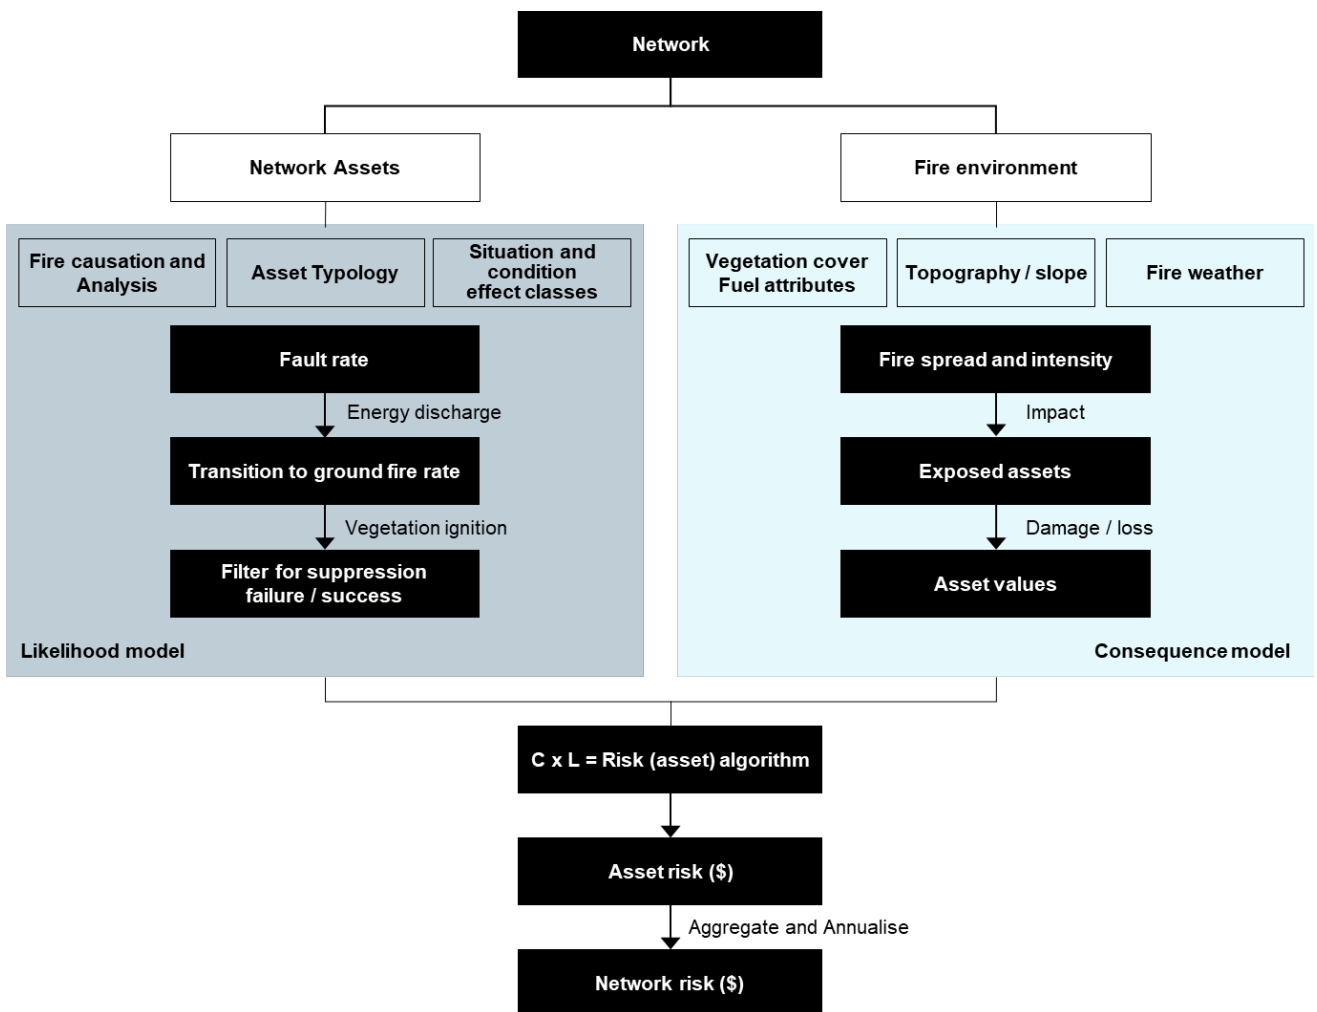 Network
Network Assets
Fire environment
Fire causation and
Analysis
Asset Typology
Situation and
condition
effect classes
Vegetation cover
Fuel attributes
Topography / slope
Fire weather
Fault rate
Energy discharge
Transition to ground fire rate
Vegetation ignition
Filter for suppression
failure / success
Likelihood model
Fire spread and intensity
Impact
Exposed assets
Damage / loss
Asset values
Consequence model
C x L = Risk (asset) algorithm
Asset risk ($)
Aggregate and Annualise
Network risk ($)